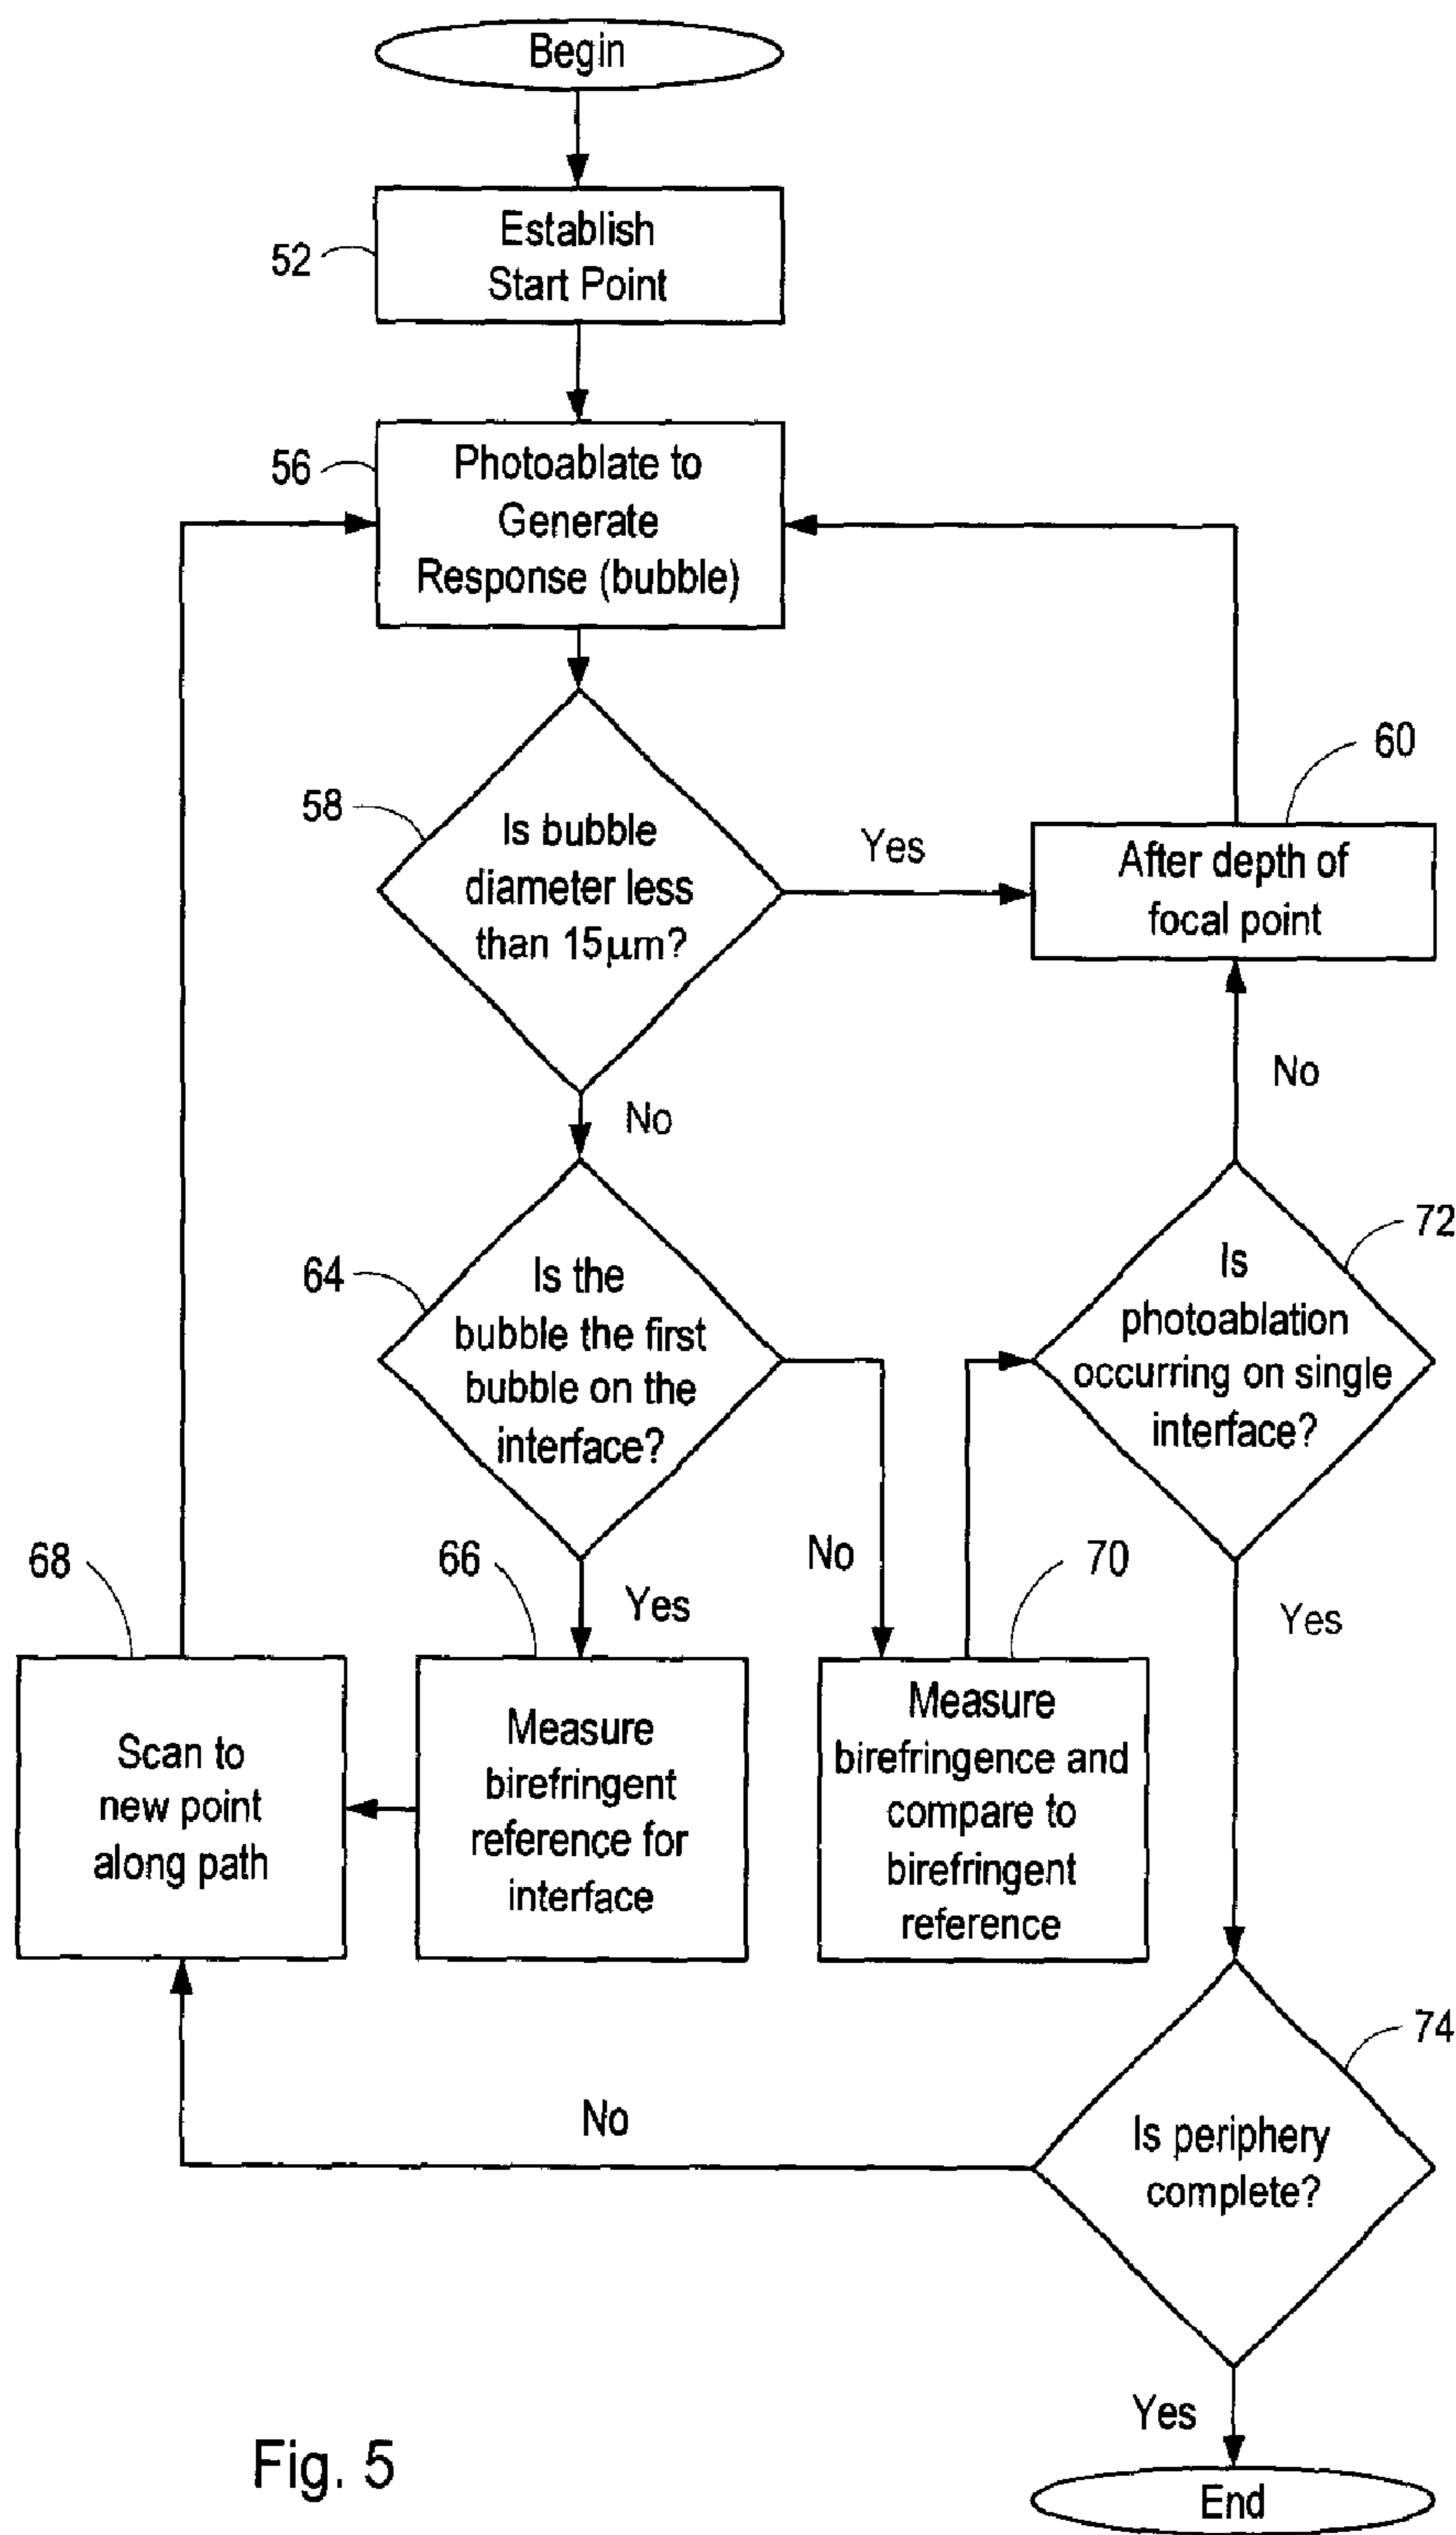 Begin
52
Establish
Start Point
56
Photoablate to
Generate
Response (bubble)
58
Is bubble
diameter less
than 15μm?
Yes
60
After depth of
focal point
No
No
64
Is the
bubble the first
bubble on the
interface?
72
Is
photoablation
occurring on single
interface?
68
66
Yes
No
70
Yes
Scan to
new point
along path
Measure
birefringent
reference for
interface
Measure
birefringence and
compare to
birefringent
reference
74
No
Is periphery
complete?
Yes
End
Fig. 5